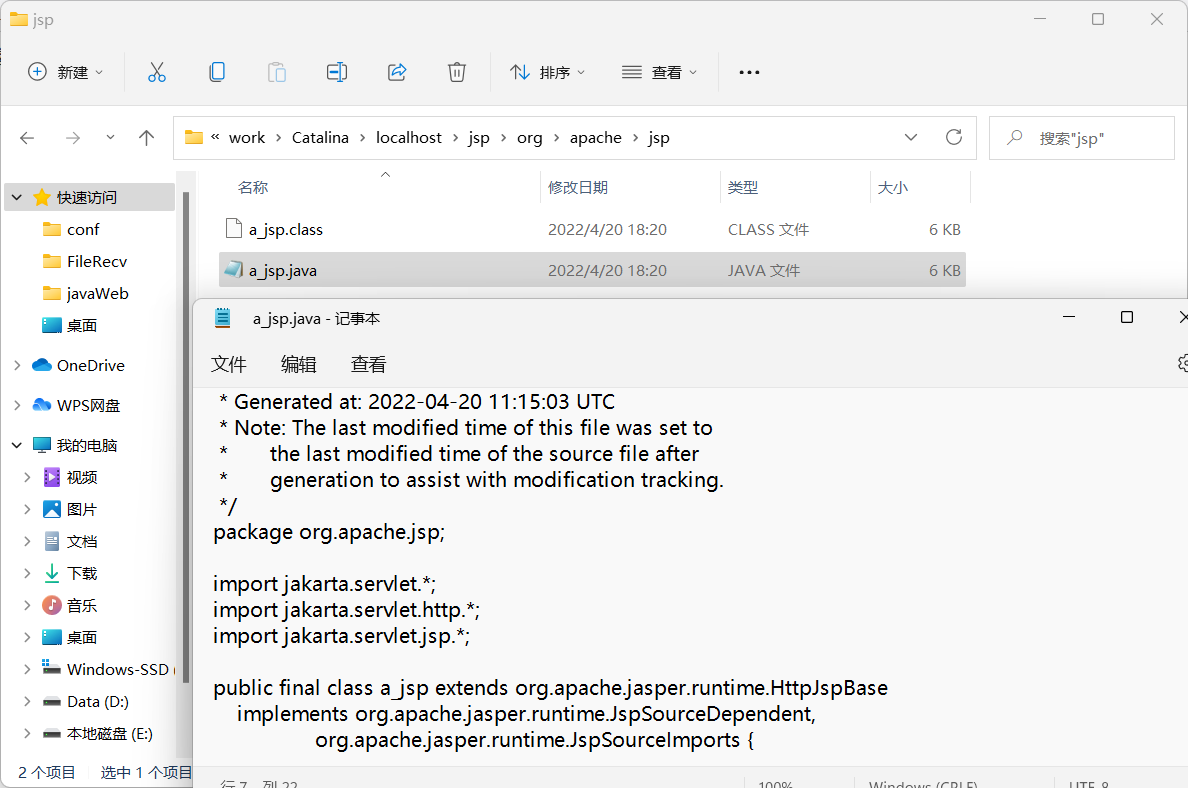 jsp
新建
排序
查看
« work > Catalina > localhost > jsp > org > apache > jsp
搜索"jsp"
名称 修改日期 类型 大小
快速访问
conf
FileRecv
javaWeb
桌面
OneDrive
WPS网盘
我的电脑
视频
图片
文档
下载
音乐
桌面
Windows-SSD (
Data (D:)
本地磁盘 (E:)
2 个项目 选中 1 个项目
a_jsp.class 2022/4/20 18:20 CLASS 文件 6 KB
a_jsp.java 2022/4/20 18:20 JAVA 文件 6 KB
a_jsp.java - 记事本
文件 编辑 查看
* Generated at: 2022-04-20 11:15:03 UTC
* Note: The last modified time of this file was set to
* the last modified time of the source file after
* generation to assist with modification tracking.
*/
package org.apache.jsp;
import jakarta.servlet.*;
import jakarta.servlet.http.*;
import jakarta.servlet.jsp.*;
public final class a_jsp extends org.apache.jasper.runtime.HttpJspBase
implements org.apache.jasper.runtime.JspSourceDependent,
org.apache.jasper.runtime.JspSourceImports {
行 7, 列 22 100% Windows (CRLF) UTF-8